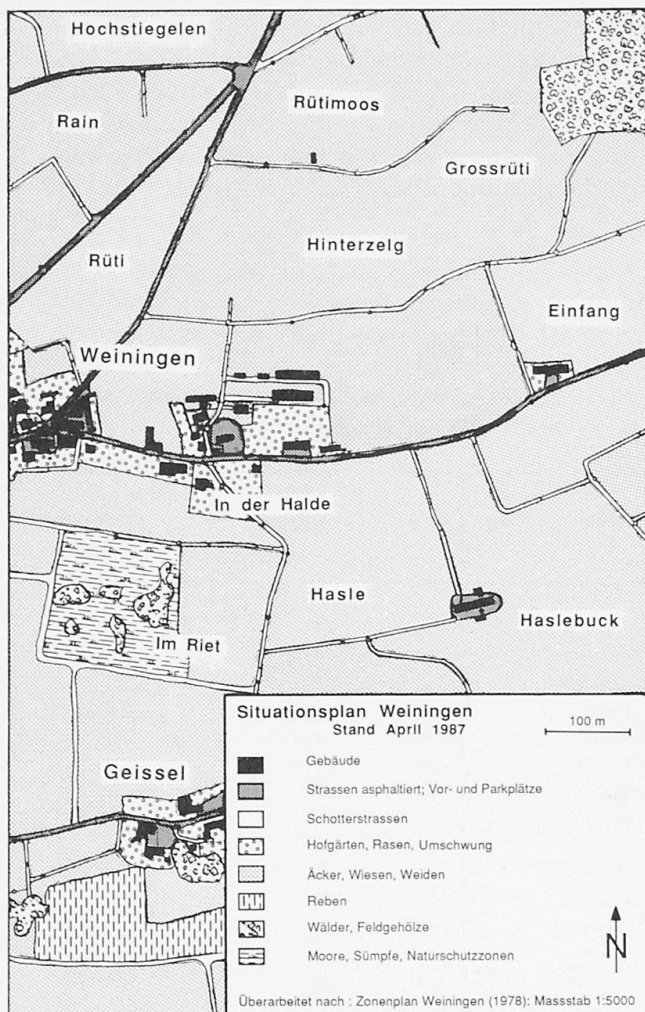 Hochstiegelen
Rütimoos
Rain
Grossrüti
Hinterzelg
Rüti
Einfang
Weiningen
In der Halde
Hasle
Haslebuck
Im Riet
Geissel
Situationsplan Weiningen
Stand April 1987
100 m
Gebäude
Strassen asphaltiert; Vor- und Parkplätze
Schotterstrassen
Hofgärten, Rasen, Umschwung
Äcker, Wiesen, Weiden
Reben
Wälder, Feldgehölze
Moore, Sümpfe, Naturschutzzonen
N
Überarbeitet nach : Zonenplan Weiningen (1978): Massstab 1:5000